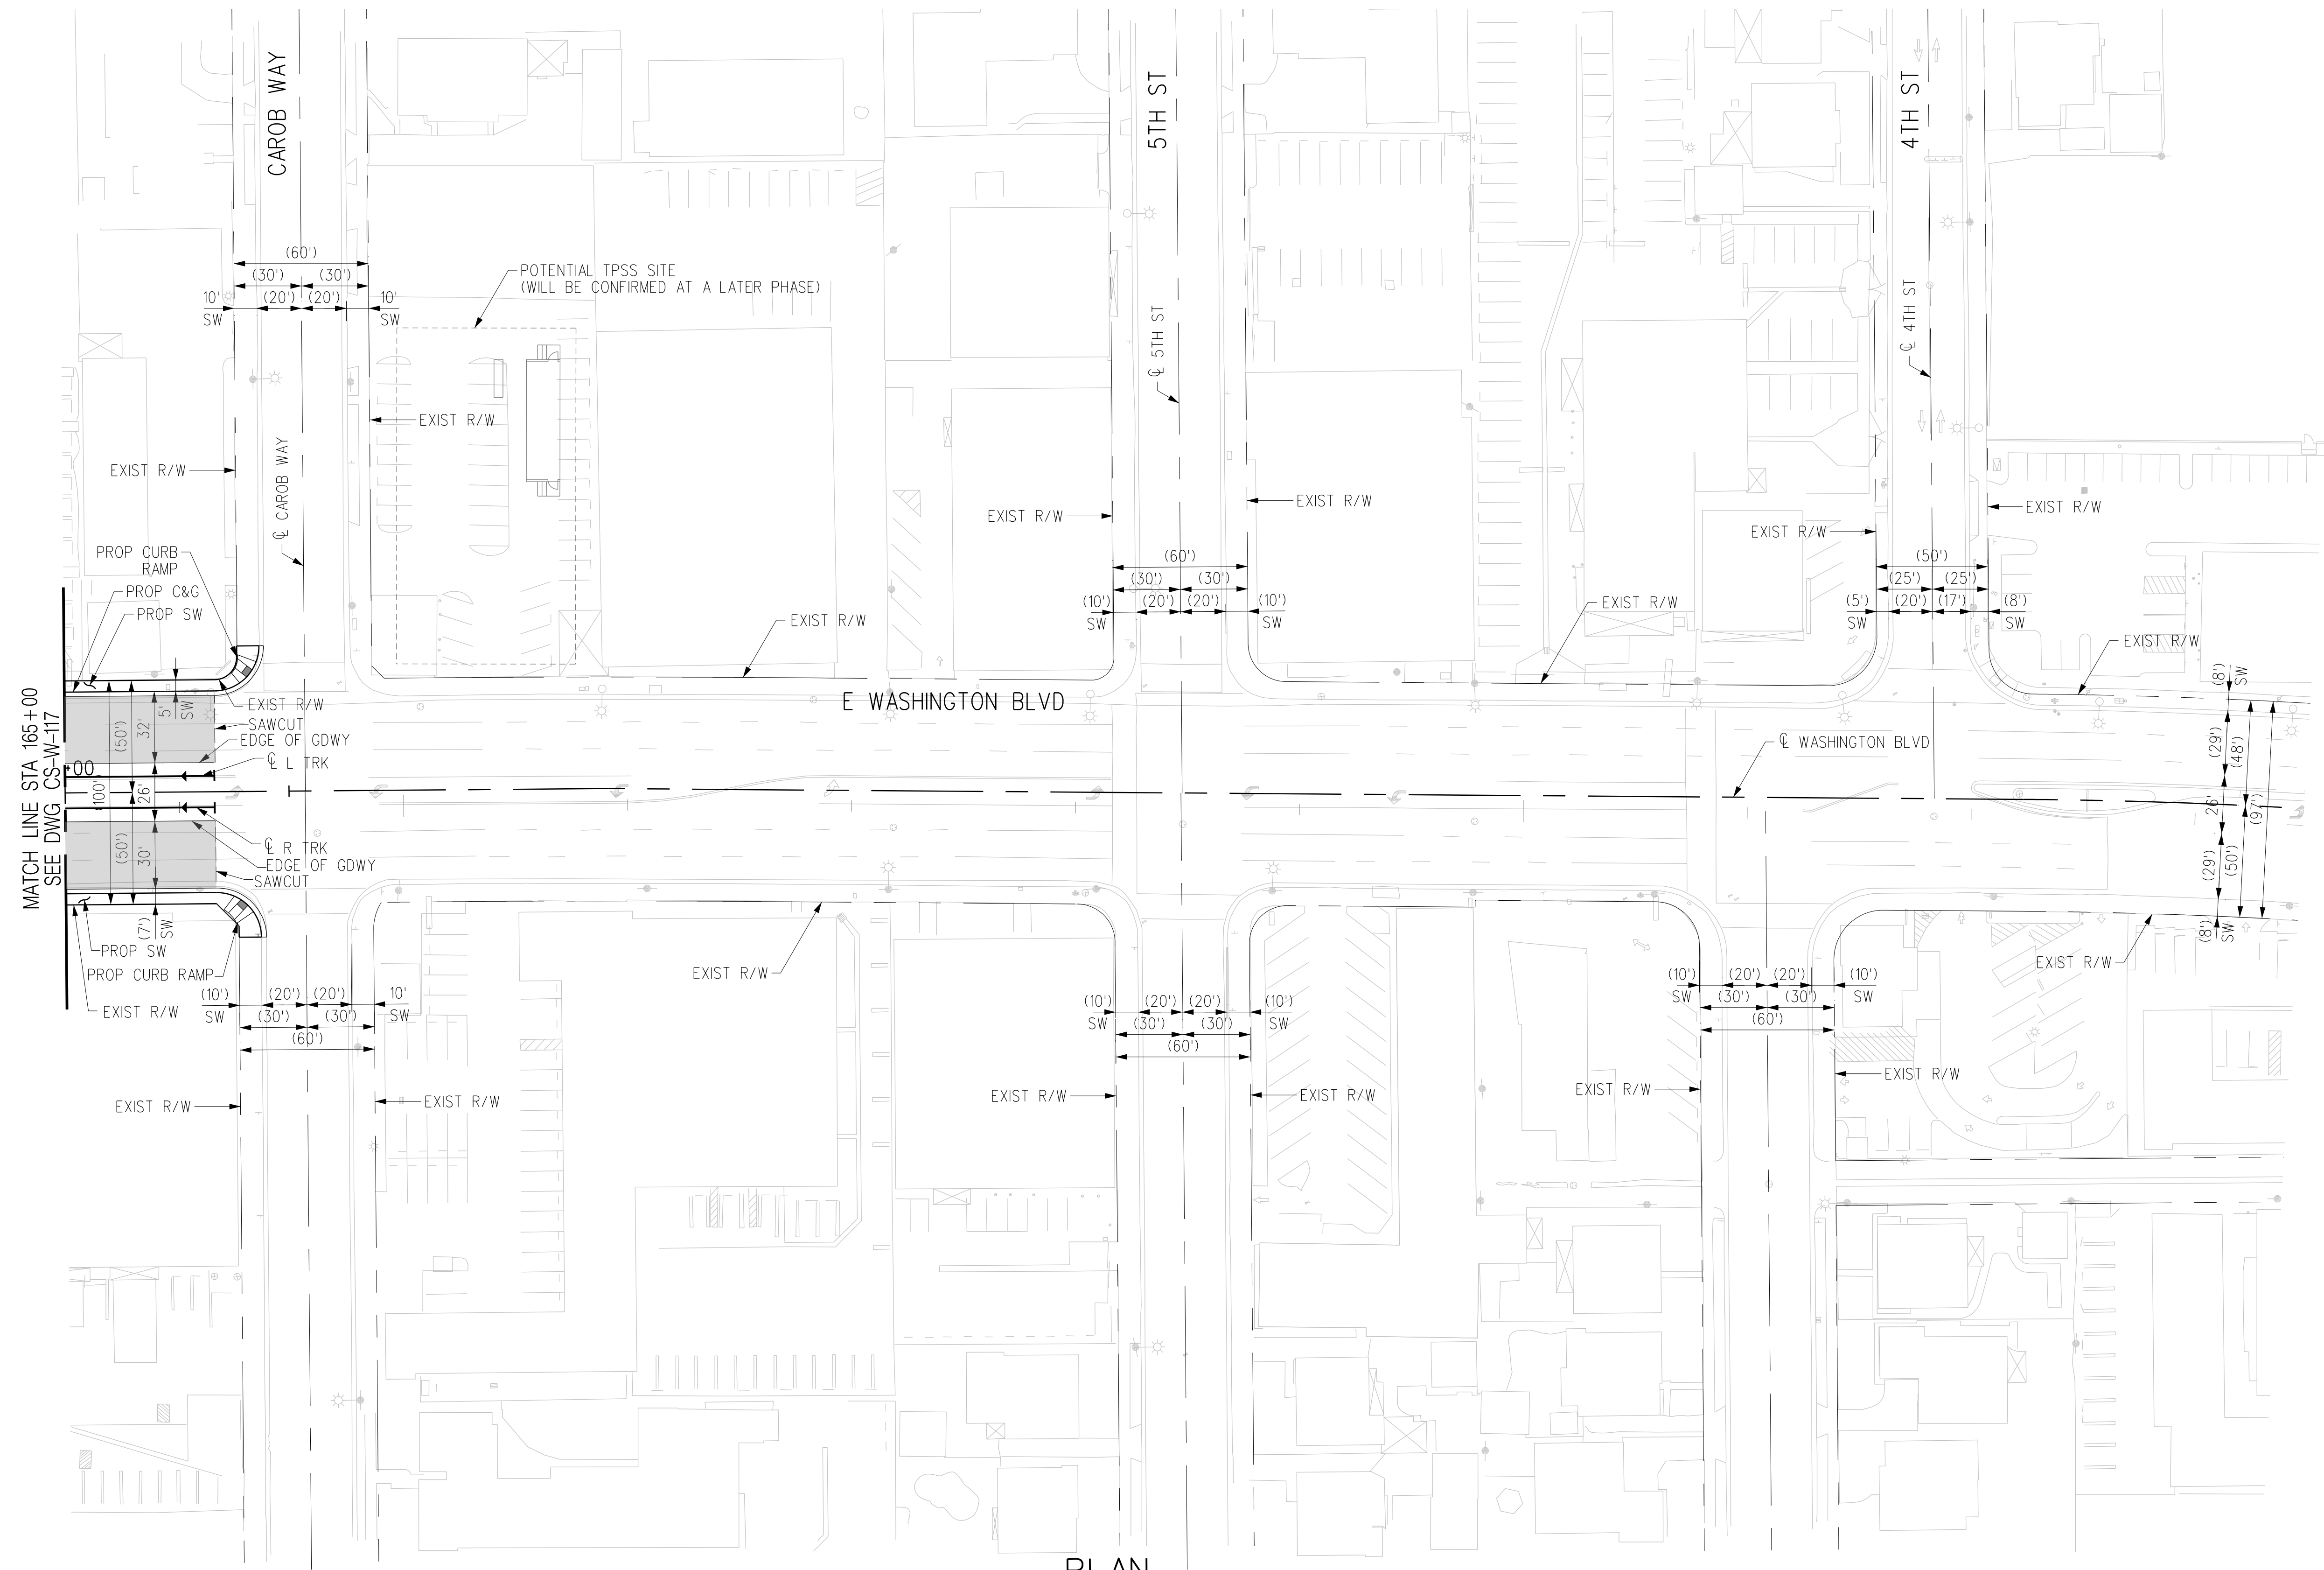 CAROB WAY
5TH ST
4TH ST
(60')
(30')
(30')
10'
SW
(20')
(20')
10'
SW
POTENTIAL TPSS SITE
(WILL BE CONFIRMED AT A LATER PHASE)
EXIST R/W
EXIST R/W
℄ CAROB WAY
℄ 5TH ST
℄ 4TH ST
EXIST R/W
EXIST R/W
EXIST R/W
EXIST R/W
(60')
(30')
(30')
(10')
SW
(20')
(20')
(10')
SW
(50')
(25')
(25')
(5')
SW
(20')
(17')
(8')
SW
PROP CURB
RAMP
PROP C&G
PROP SW
EXIST R/W
EXIST R/W
EXIST R/W
E WASHINGTON BLVD
℄ WASHINGTON BLVD
MATCH LINE STA 165+00
SEE DWG CS-W-117
+00
(100')
(50')
(50')
32'
26'
30'
5'
SW
(7')
SW
EXIST R/W
SAWCUT
EDGE OF GDWY
℄ L TRK
℄ R TRK
EDGE OF GDWY
SAWCUT
PROP SW
PROP CURB RAMP
EXIST R/W
(8')
SW
(29')
(48')
26'
(97')
(29')
(50')
(8')
SW
EXIST R/W
EXIST R/W
(10')
SW
(20')
(20')
10'
SW
(30')
(30')
(60')
(10')
SW
(20')
(20')
(10')
SW
(30')
(30')
(60')
(10')
SW
(20')
(20')
(10')
SW
(30')
(30')
(60')
EXIST R/W
EXIST R/W
EXIST R/W
EXIST R/W
EXIST R/W
EXIST R/W
PLAN